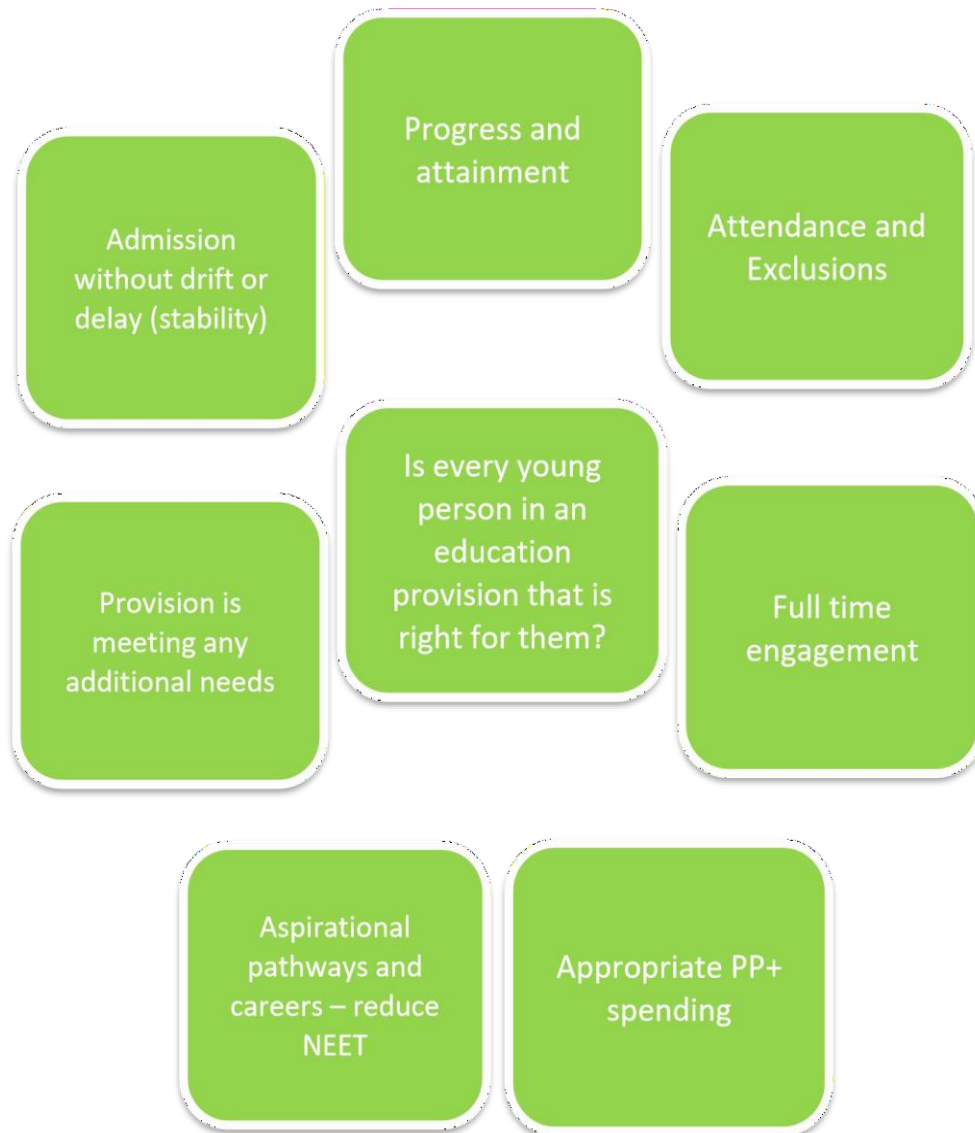 Progress and
attainment
Admission
without drift or
delay (stability)
Attendance and
Exclusions
Is every young
person in an
education
provision that is
right for them?
Provision is
meeting any
additional needs
Full time
engagement
Aspirational
pathways and
careers – reduce
NEET
Appropriate PP+
spending